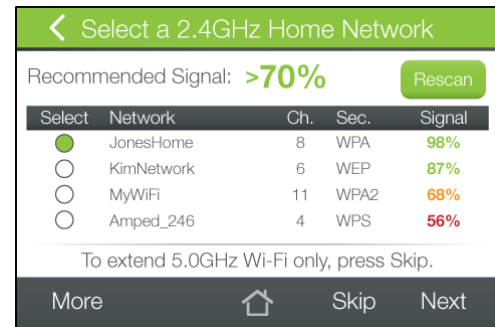 Select a 2.4GHz Home Network
Recommended Signal: >70% Rescan
Select Network Ch. Sec. Signal
JonesHome 8 WPA 98%
KimNetwork 6 WEP 87%
MyWiFi 11 WPA2 68%
Amped_246 4 WPS 56%
To extend 5.0GHz Wi-Fi only, press Skip.
More Skip Next